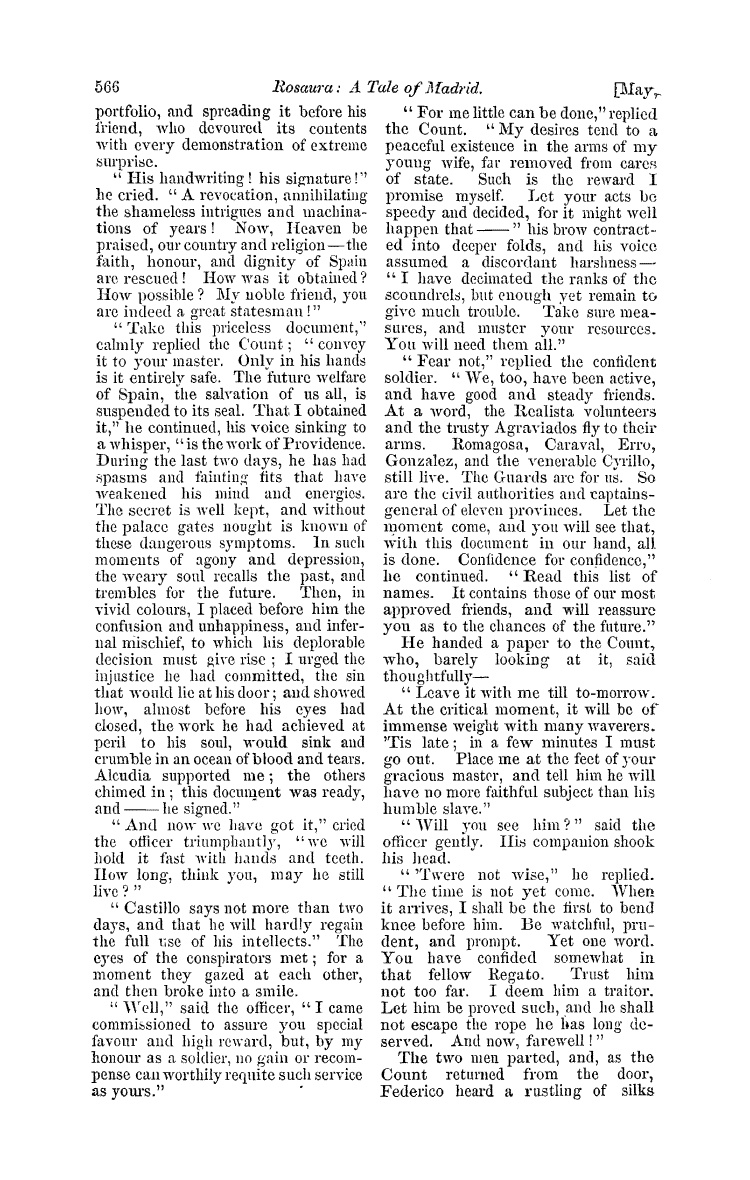 566 Rosaura: A Tale of Madrid. [May,
portfolio, and spreading it before his
friend, who devoured its contents
with every demonstration of extreme
surprise.
“ His handwriting ! his signature !”
he cried. “ A revocation, annihilating
the shameless intrigues and machina-
tions of years ! Now, Heaven be
praised, our country and religion — the
faith, honour, and dignity of Spain
are rescued ! How was it obtained ?
How possible ? My noble friend, you
are indeed a great statesman !”
“ Take this priceless document,”
calmly replied the Count ; “ convey
it to your master. Only in his hands
is it entirely safe. The future welfare
of Spain, the salvation of us all, is
suspended to its seal. That I obtained
it,” he continued, his voice sinking to
a whisper, “ is the work of Providence.
During the last two days, he has had
spasms and fainting fits that have
weakened his mind and energies.
The secret is well kept, and without
the palace gates nought is known of
these dangerous symptoms. In such
moments of agony and depression,
the weary soul recalls the past, and
trembles for the future. Then, in
vivid colours, I placed before him the
confusion and unhappiness, and infer-
nal mischief, to which his deplorable
decision must give rise ; I urged the
injustice he had committed, the sin
that would lie at his door ; and showed
how, almost before his eyes had
closed, the work he had achieved at
peril to his soul, would sink and
crumble in an ocean of blood and tears.
Alcudia supported me ; the others
chimed in ; this document was ready,
and —— he signed.”
“ And now we have got it,” cried
the officer triumphantly, “ we will
hold it fast with hands and teeth.
How long, think you, may he still
live ? ”
“ Castillo says not more than two
days, and that he will hardly regain
the full use of his intellects.” The
eyes of the conspirators met ; for a
moment they gazed at each other,
and then broke into a smile.
“ Well,” said the officer, “ I came
commissioned to assure you special
favour and high reward, but, by my
honour as a soldier, no gain or recom-
pense can worthily requite such service
as yours.”
“ For me little can be done,” replied
the Count. “ My desires tend to a
peaceful existence in the arms of my
young wife, far removed from cares
of state. Such is the reward I
promise myself. Let your acts be
speedy and decided, for it might well
happen that —— ” his brow contract-
ed into deeper folds, and his voice
assumed a discordant harshness —
“ I have decimated the ranks of the
scoundrels, but enough yet remain to
give much trouble. Take sure mea-
sures, and muster your resources.
You will need them all.”
“ Fear not,” replied the confident
soldier. “ We, too, have been active,
and have good and steady friends.
At a word, the Realista volunteers
and the trusty Agraviados fly to their
arms. Romagosa, Caraval, Erro,
Gonzalez, and the venerable Cyrillo,
still live. The Guards are for us. So
are the civil authorities and captains-
general of eleven provinces. Let the
moment come, and you will see that,
with this document in our hand, all
is done. Confidence for confidence,”
he continued. “ Read this list of
names. It contains those of our most
approved friends, and will reassure
you as to the chances of the future.”
He handed a paper to the Count,
who, barely looking at it, said
thoughtfully—
“ Leave it with me till to-morrow.
At the critical moment, it will be of
immense weight with many waverers.
’Tis late ; in a few minutes I must
go out. Place me at the feet of your
gracious master, and tell him he will
have no more faithful subject than his
humble slave.”
“ Will you see him ? ” said the
officer gently. His companion shook
his head.
“ ’Twere not wise,” he replied.
“ The time is not yet come. When
it arrives, I shall be the first to bend
knee before him. Be watchful, pru-
dent, and prompt. Yet one word.
You have confided somewhat in
that fellow Regato. Trust him
not too far. I deem him a traitor.
Let him be proved such, and he shall
not escape the rope he has long de-
served. And now, farewell ! ”
The two men parted, and, as the
Count returned from the door,
Federico heard a rustling of silks